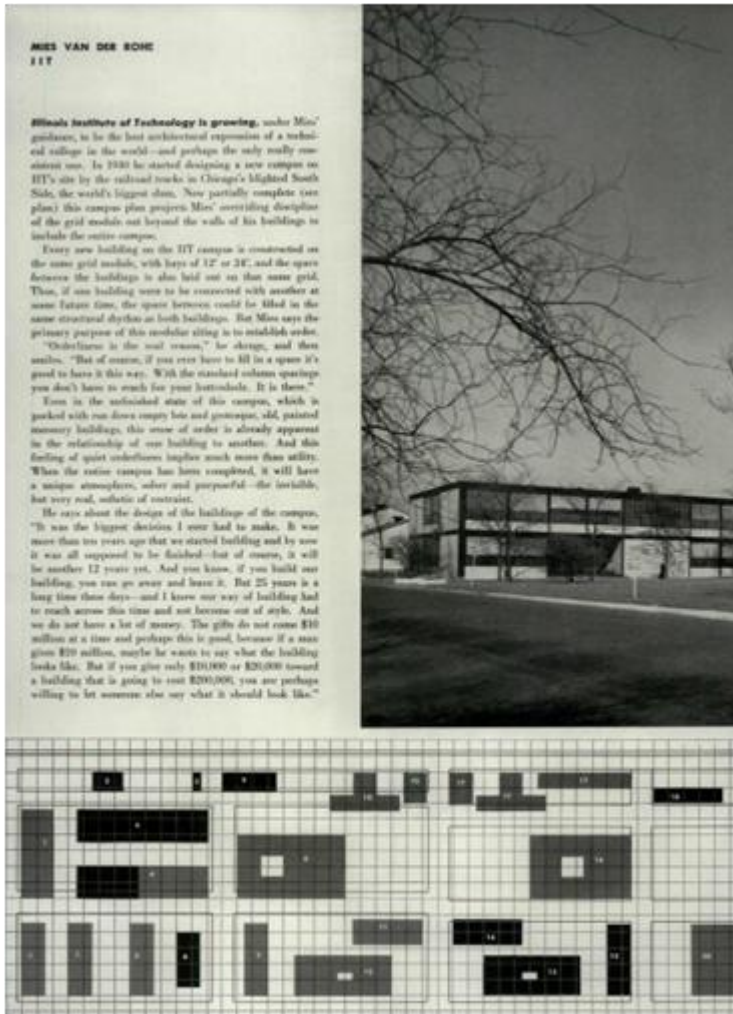 MIES VAN DER ROHE
IIT
Illinois Institute of Technology is growing, under Mies'
guidance, to be the best architectural expression of a techni-
cal college in the world—and perhaps the only really con-
sistent one. In 1940 he started designing a new campus on
IIT's site by the railroad tracks in Chicago's blighted South
Side, the world's biggest slum. Now partially complete (see
plan) this campus plan projects Mies' overriding discipline
of the grid module out beyond the walls of his buildings to
include the entire campus.
Every new building on the IIT campus is constructed on
the same grid module, with bays of 12' or 24', and the space
between the buildings is also laid out on that same grid.
Thus, if one building were to be connected with another at
some future time, the space between could be filled in the
same structural rhythm as both buildings. But Mies says the
primary purpose of this modular siting is to establish order.
"Orderliness is the real reason," he shrugs, and then
smiles. "But of course, if you ever have to fill in a space it's
good to have it this way. With the standard column spacings
you don't have to reach for your buttonhole. It is there."
Even in the unfinished state of this campus, which is
pocked with run down empty lots and grotesque, old, painted
masonry buildings, this sense of order is already apparent
in the relationship of one building to another. And this
feeling of quiet orderliness implies much more than utility.
When the entire campus has been completed, it will have
a unique atmosphere, sober and purposeful—the invisible,
but very real, esthetic of restraint.
He says about the design of the buildings of the campus,
"It was the biggest decision I ever had to make. It was
more than ten years ago that we started building and by now
it was all supposed to be finished—but of course, it will
be another 12 years yet. And you know, if you build one
building, you can go away and leave it. But 25 years is a
long time these days—and I knew our way of building had
to reach across this time and not become out of style. And
we do not have a lot of money. The gifts do not come $10
million at a time and perhaps this is good, because if a man
gives $10 million, maybe he wants to say what the building
looks like. But if you give only $10,000 or $20,000 toward
a building that is going to cost $200,000, you are perhaps
willing to let someone else say what it should look like."